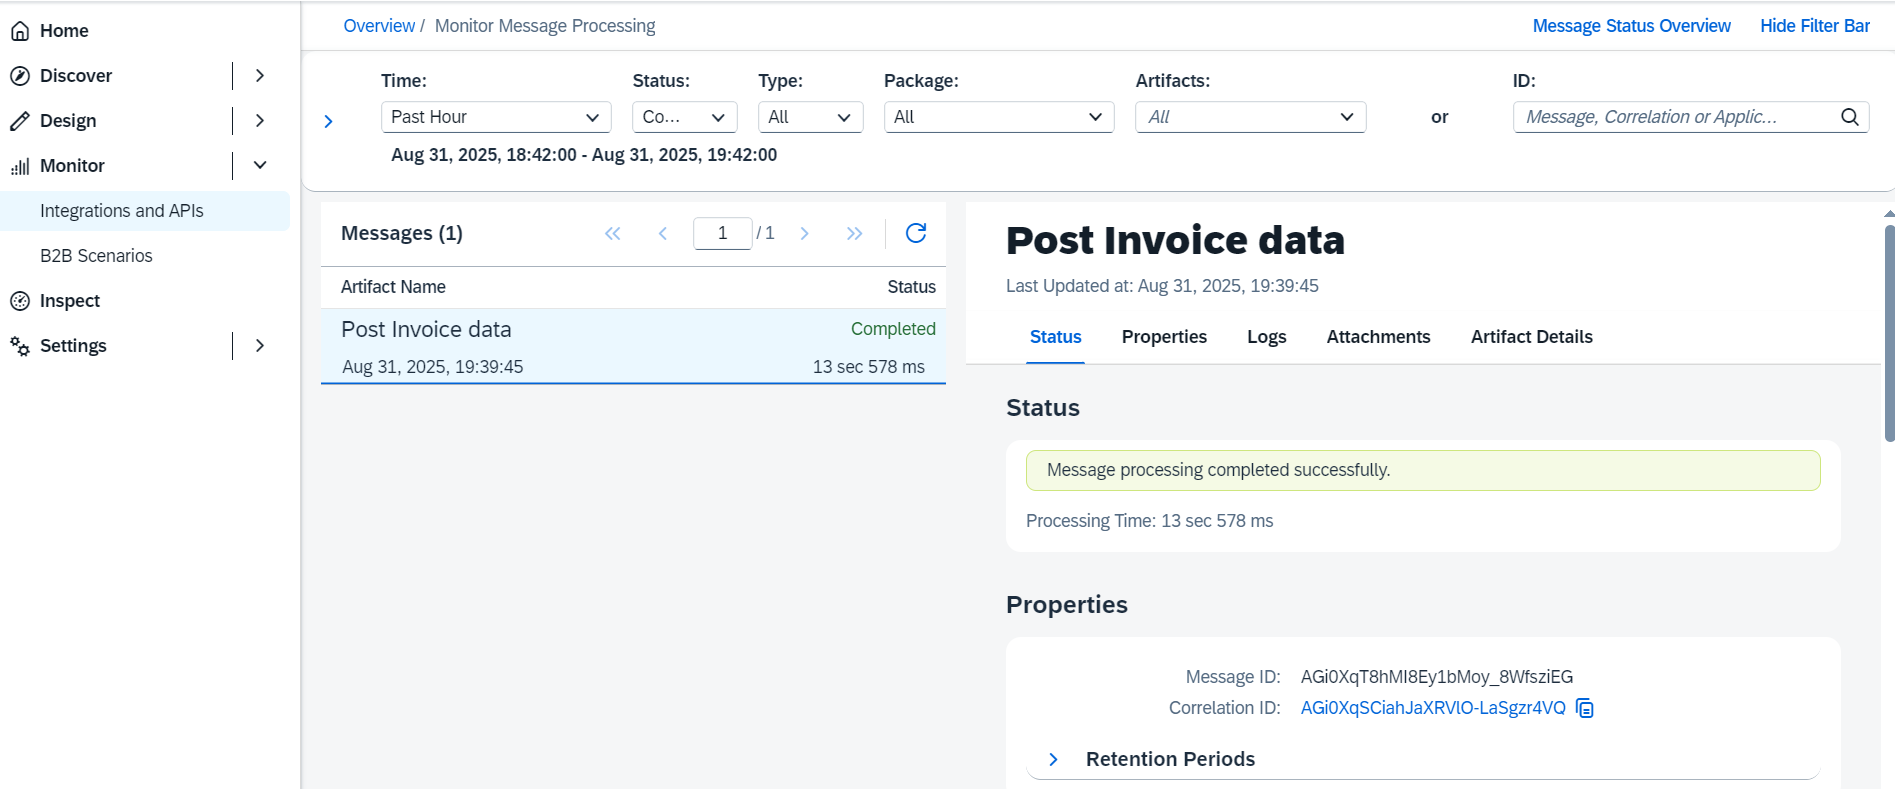 Home
Discover
Design
Monitor
Integrations and APIs
B2B Scenarios
Inspect
Settings
Overview / Monitor Message Processing
Message Status Overview Hide Filter Bar
Time: Status: Type: Package: Artifacts: ID:
Past Hour Co... All All All or Message, Correlation or Applic...
Aug 31, 2025, 18:42:00 - Aug 31, 2025, 19:42:00
Messages (1) 1 / 1
Artifact Name Status
Post Invoice data Completed
Aug 31, 2025, 19:39:45 13 sec 578 ms
Post Invoice data
Last Updated at: Aug 31, 2025, 19:39:45
Status Properties Logs Attachments Artifact Details
Status
Message processing completed successfully.
Processing Time: 13 sec 578 ms
Properties
Message ID: AGi0XqT8hMI8Ey1bMoy_8WfsziEG
Correlation ID: AGi0XqSCiahJaXRVlO-LaSgzr4VQ
Retention Periods